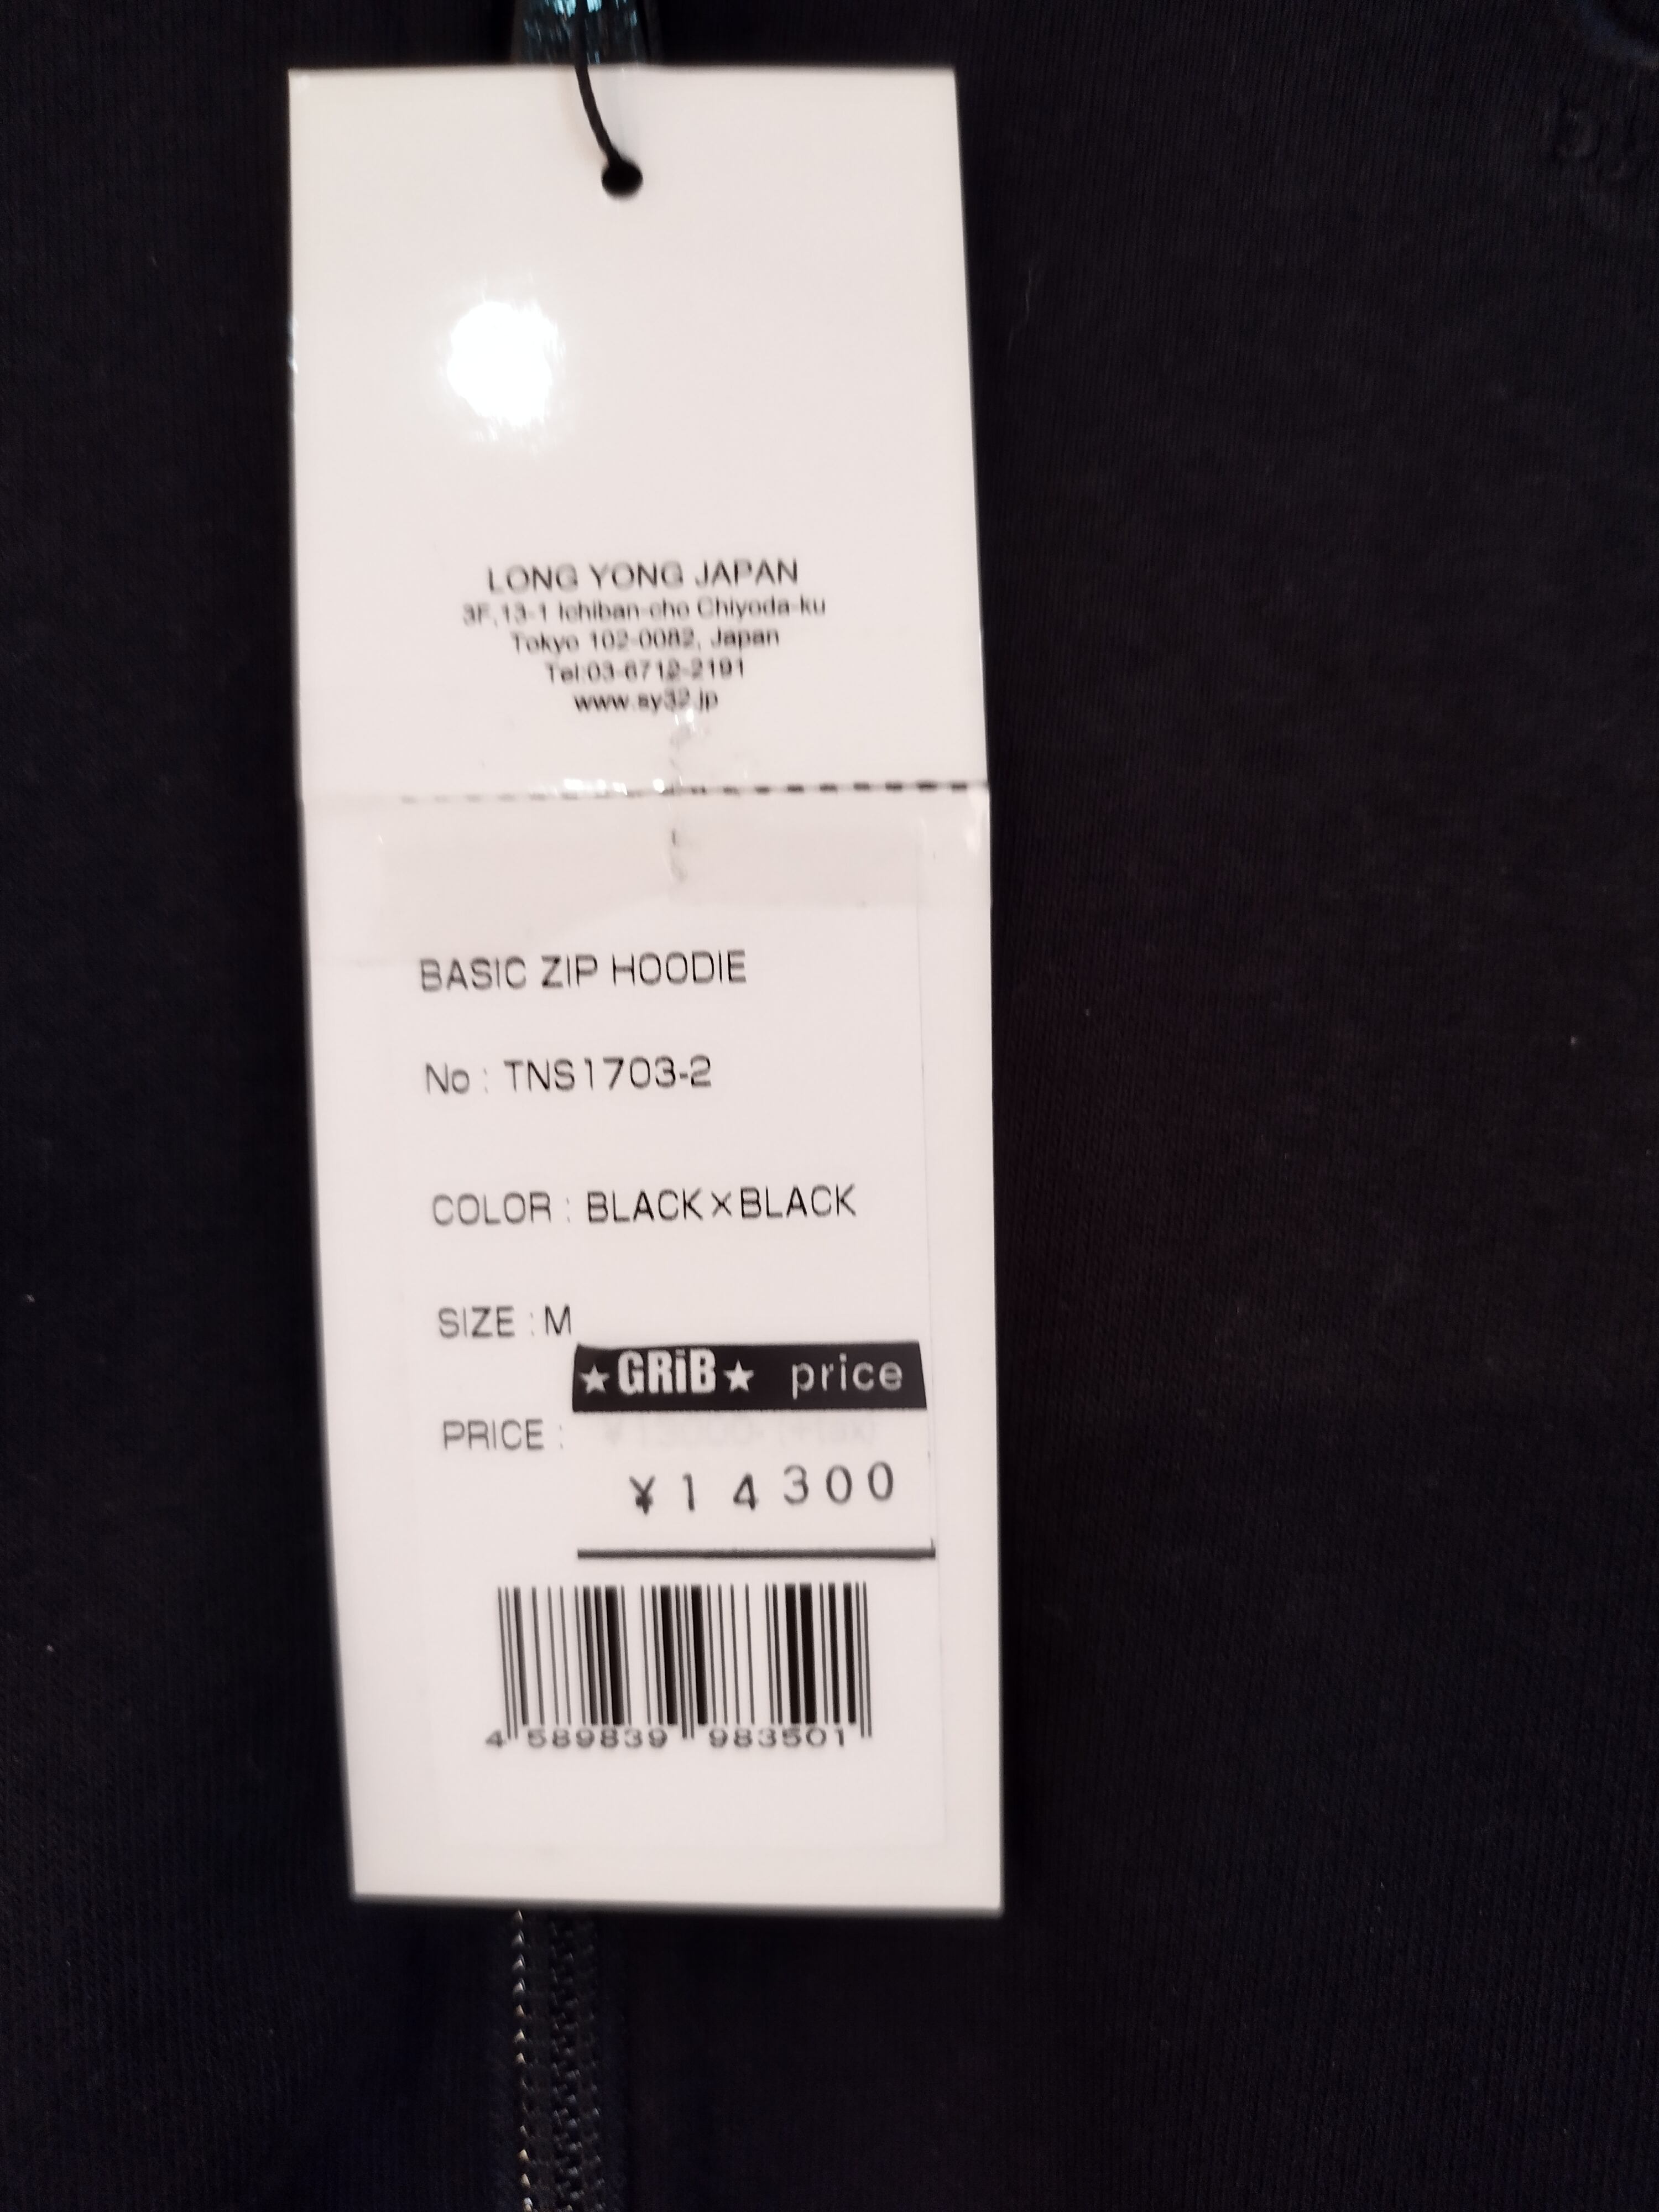 LONG YONG JAPAN
3F,13-1 Ichiban-cho Chiyoda-ku
Tokyo 102-0082, Japan
Tel:03-6712-2191
www.sy32.jp
BASIC ZIP HOODIE
No : TNS1703-2
COLOR : BLACK×BLACK
SIZE : M
★GRiB★ price
PRICE :
¥14300
4 589839 983501